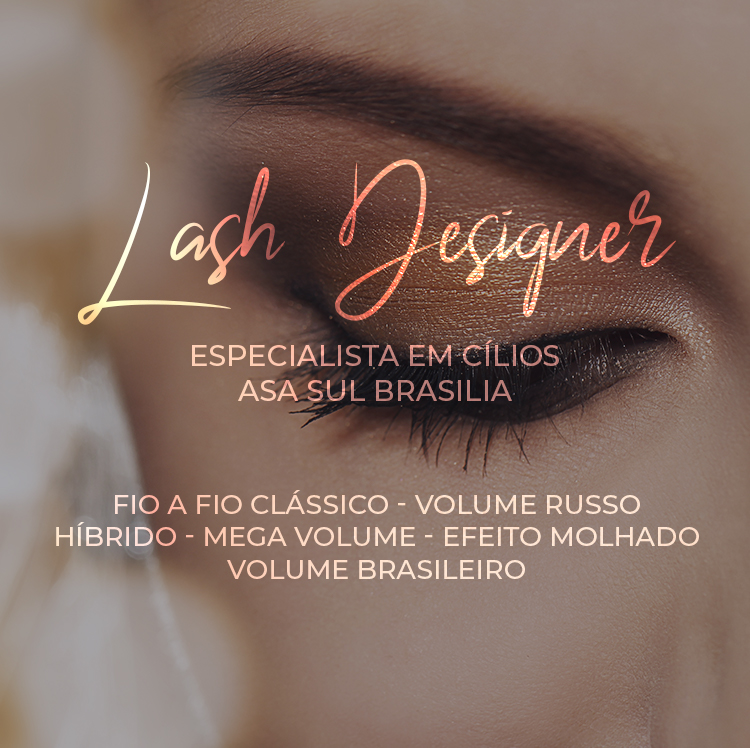 Lash Designer
ESPECIALISTA EM CÍLIOS
ASA SUL BRASILIA
FIO A FIO CLÁSSICO - VOLUME RUSSO
HÍBRIDO - MEGA VOLUME - EFEITO MOLHADO
VOLUME BRASILEIRO